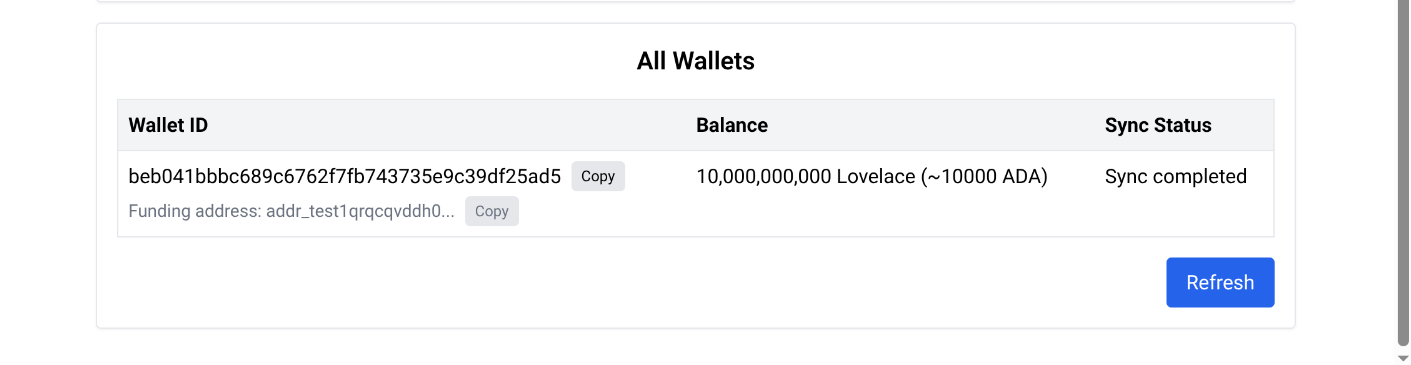 All Wallets
Wallet ID Balance Sync Status
beb041bbbc689c6762f7fb743735e9c39df25ad5 Copy 10,000,000,000 Lovelace (~10000 ADA) Sync completed
Funding address: addr_test1qrqcqvddh0... Copy
Refresh